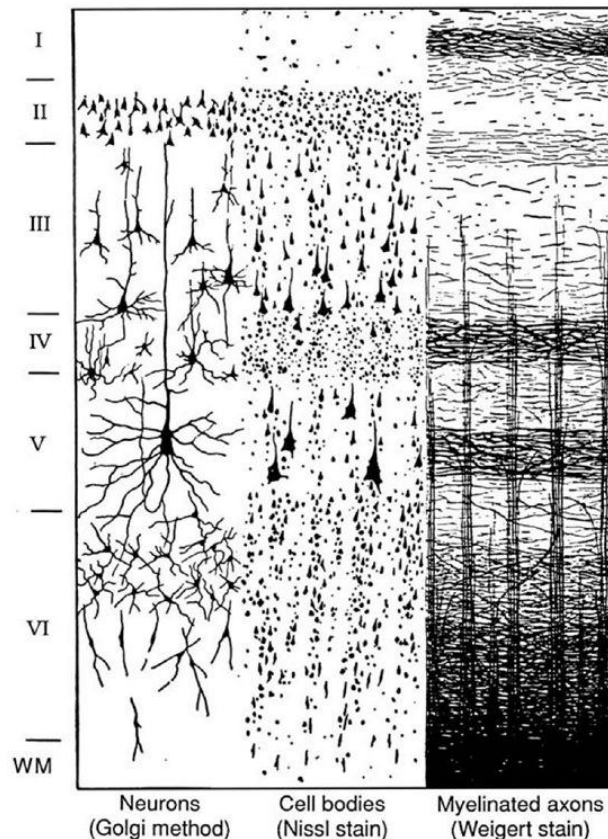 I
II
III
IV
V
VI
WM
Neurons
(Golgi method)
Cell bodies
(Nissl stain)
Myelinated axons
(Weigert stain)